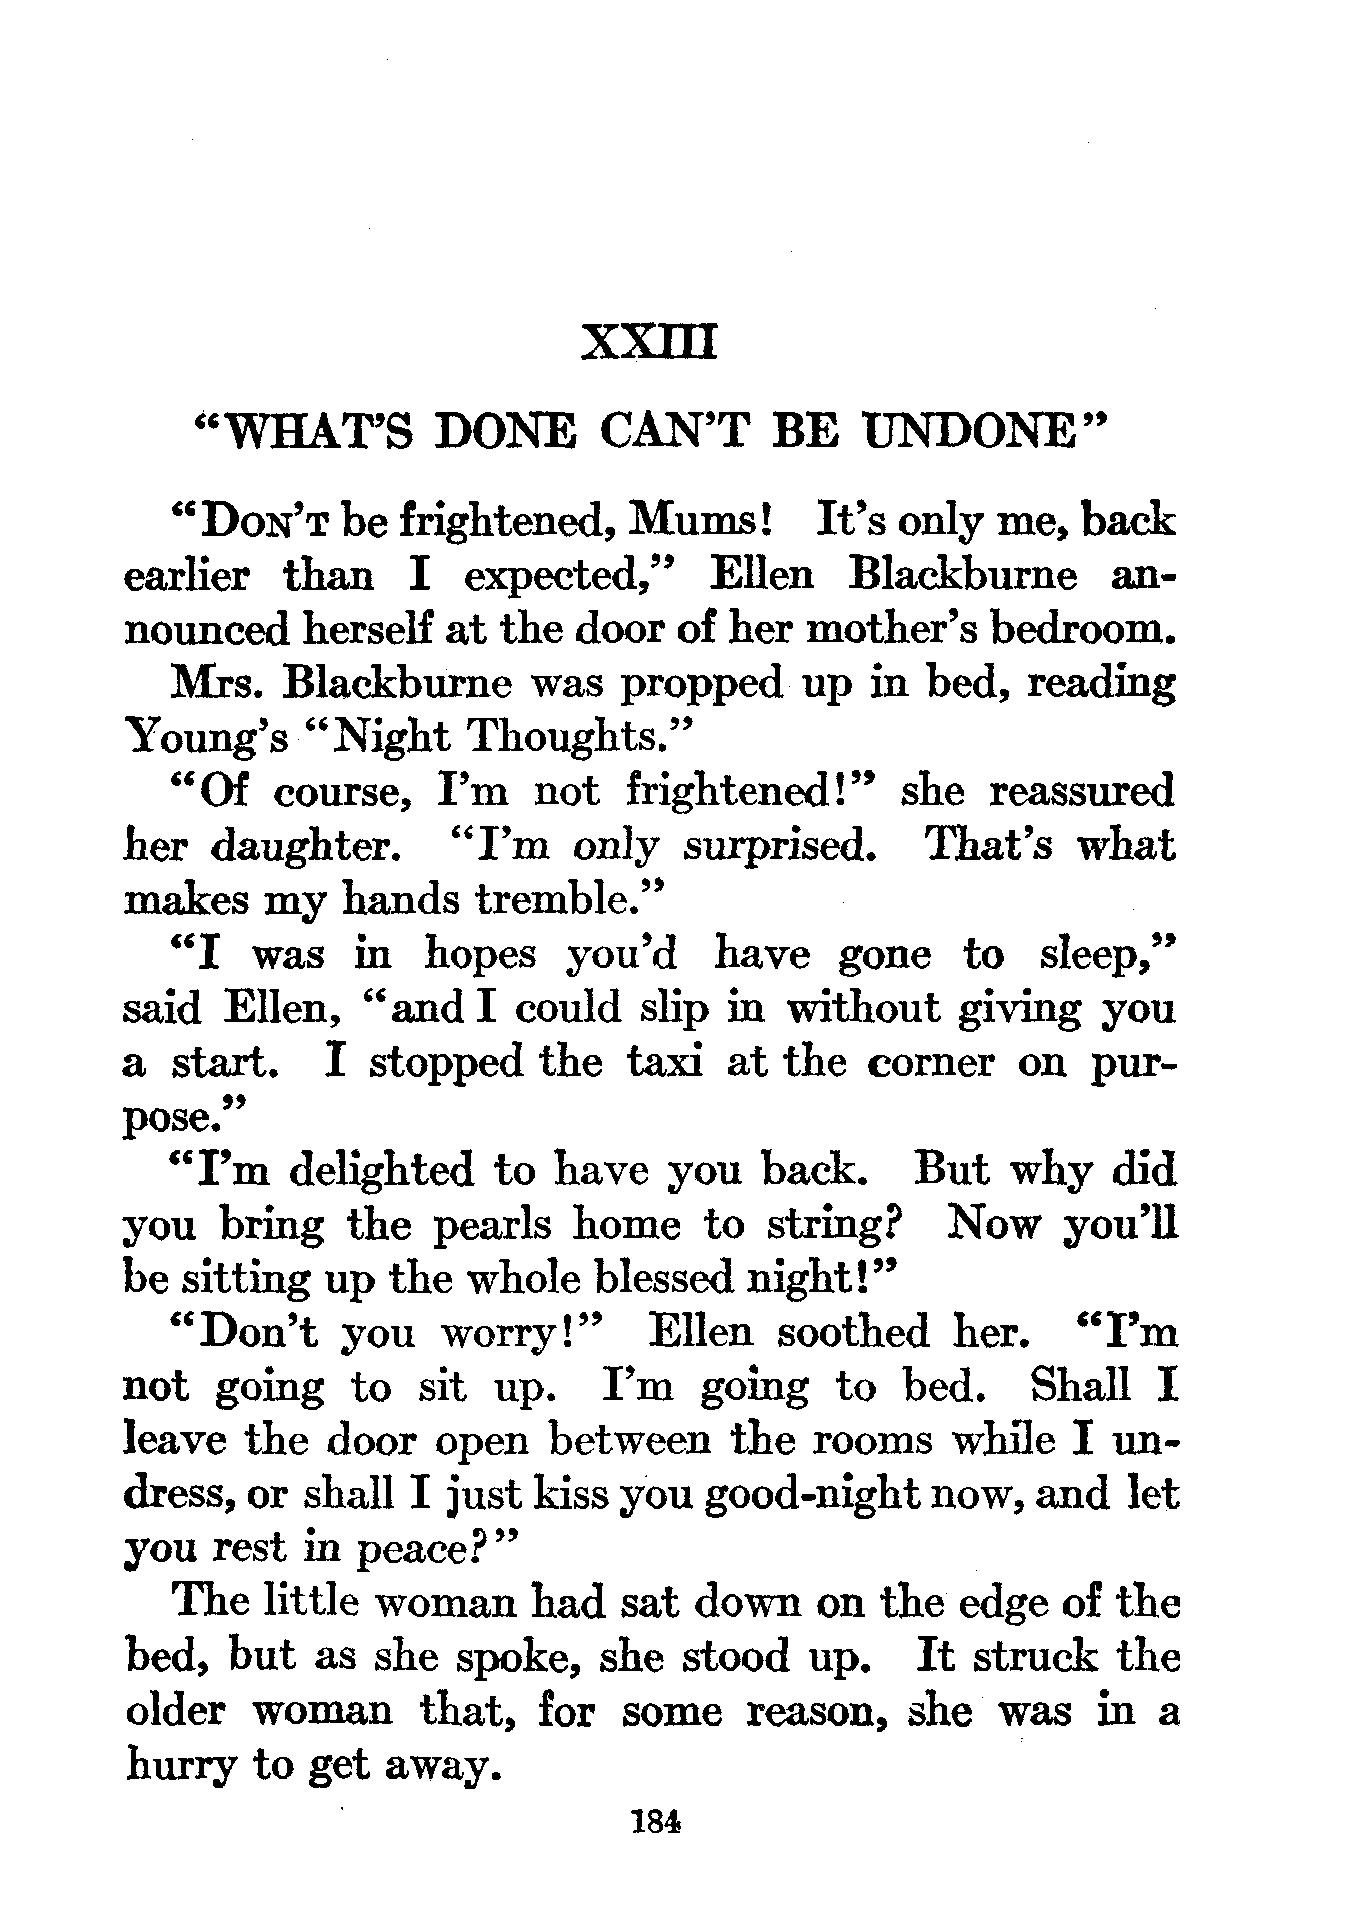 XXIII
“WHAT’S DONE CAN’T BE UNDONE”
“DON’T be frightened, Mums! It’s only me, back
earlier than I expected,” Ellen Blackburne an-
nounced herself at the door of her mother’s bedroom.
Mrs. Blackburne was propped up in bed, reading
Young’s “Night Thoughts.”
“Of course, I’m not frightened!” she reassured
her daughter. “I’m only surprised. That’s what
makes my hands tremble.”
“I was in hopes you’d have gone to sleep,”
said Ellen, “and I could slip in without giving you
a start. I stopped the taxi at the corner on pur-
pose.”
“I’m delighted to have you back. But why did
you bring the pearls home to string? Now you’ll
be sitting up the whole blessed night!”
“Don’t you worry!” Ellen soothed her. “I’m
not going to sit up. I’m going to bed. Shall I
leave the door open between the rooms while I un-
dress, or shall I just kiss you good-night now, and let
you rest in peace?”
The little woman had sat down on the edge of the
bed, but as she spoke, she stood up. It struck the
older woman that, for some reason, she was in a
hurry to get away.
184